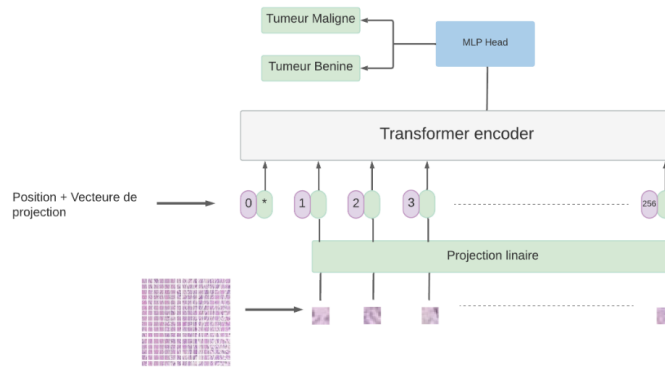 Tumeur Maligne
MLP Head
Tumeur Benine
Transformer encoder
Position + Vecteure de
projection
0 * 1 2 3 256
Projection linaire